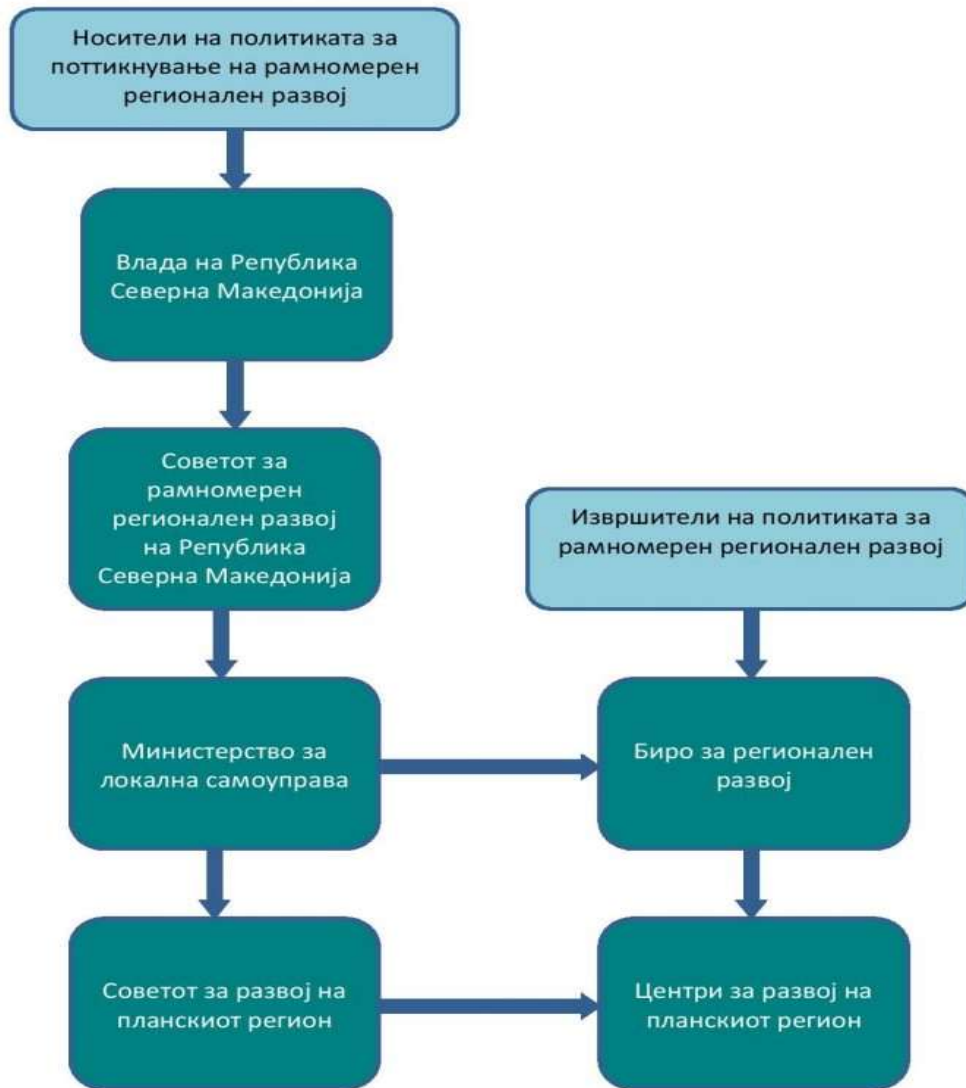 Носители на политиката за
поттикнување на рамномерен
регионален развој
Влада на Република
Северна Македонија
Советот за
рамномерен
регионален развој
на Република
Северна Македонија
Извршители на политиката за
рамномерен регионален развој
Министерство за
локална самоуправа
Биро за регионален
развој
Советот за развој на
планскиот регион
Центри за развој на
планскиот регион